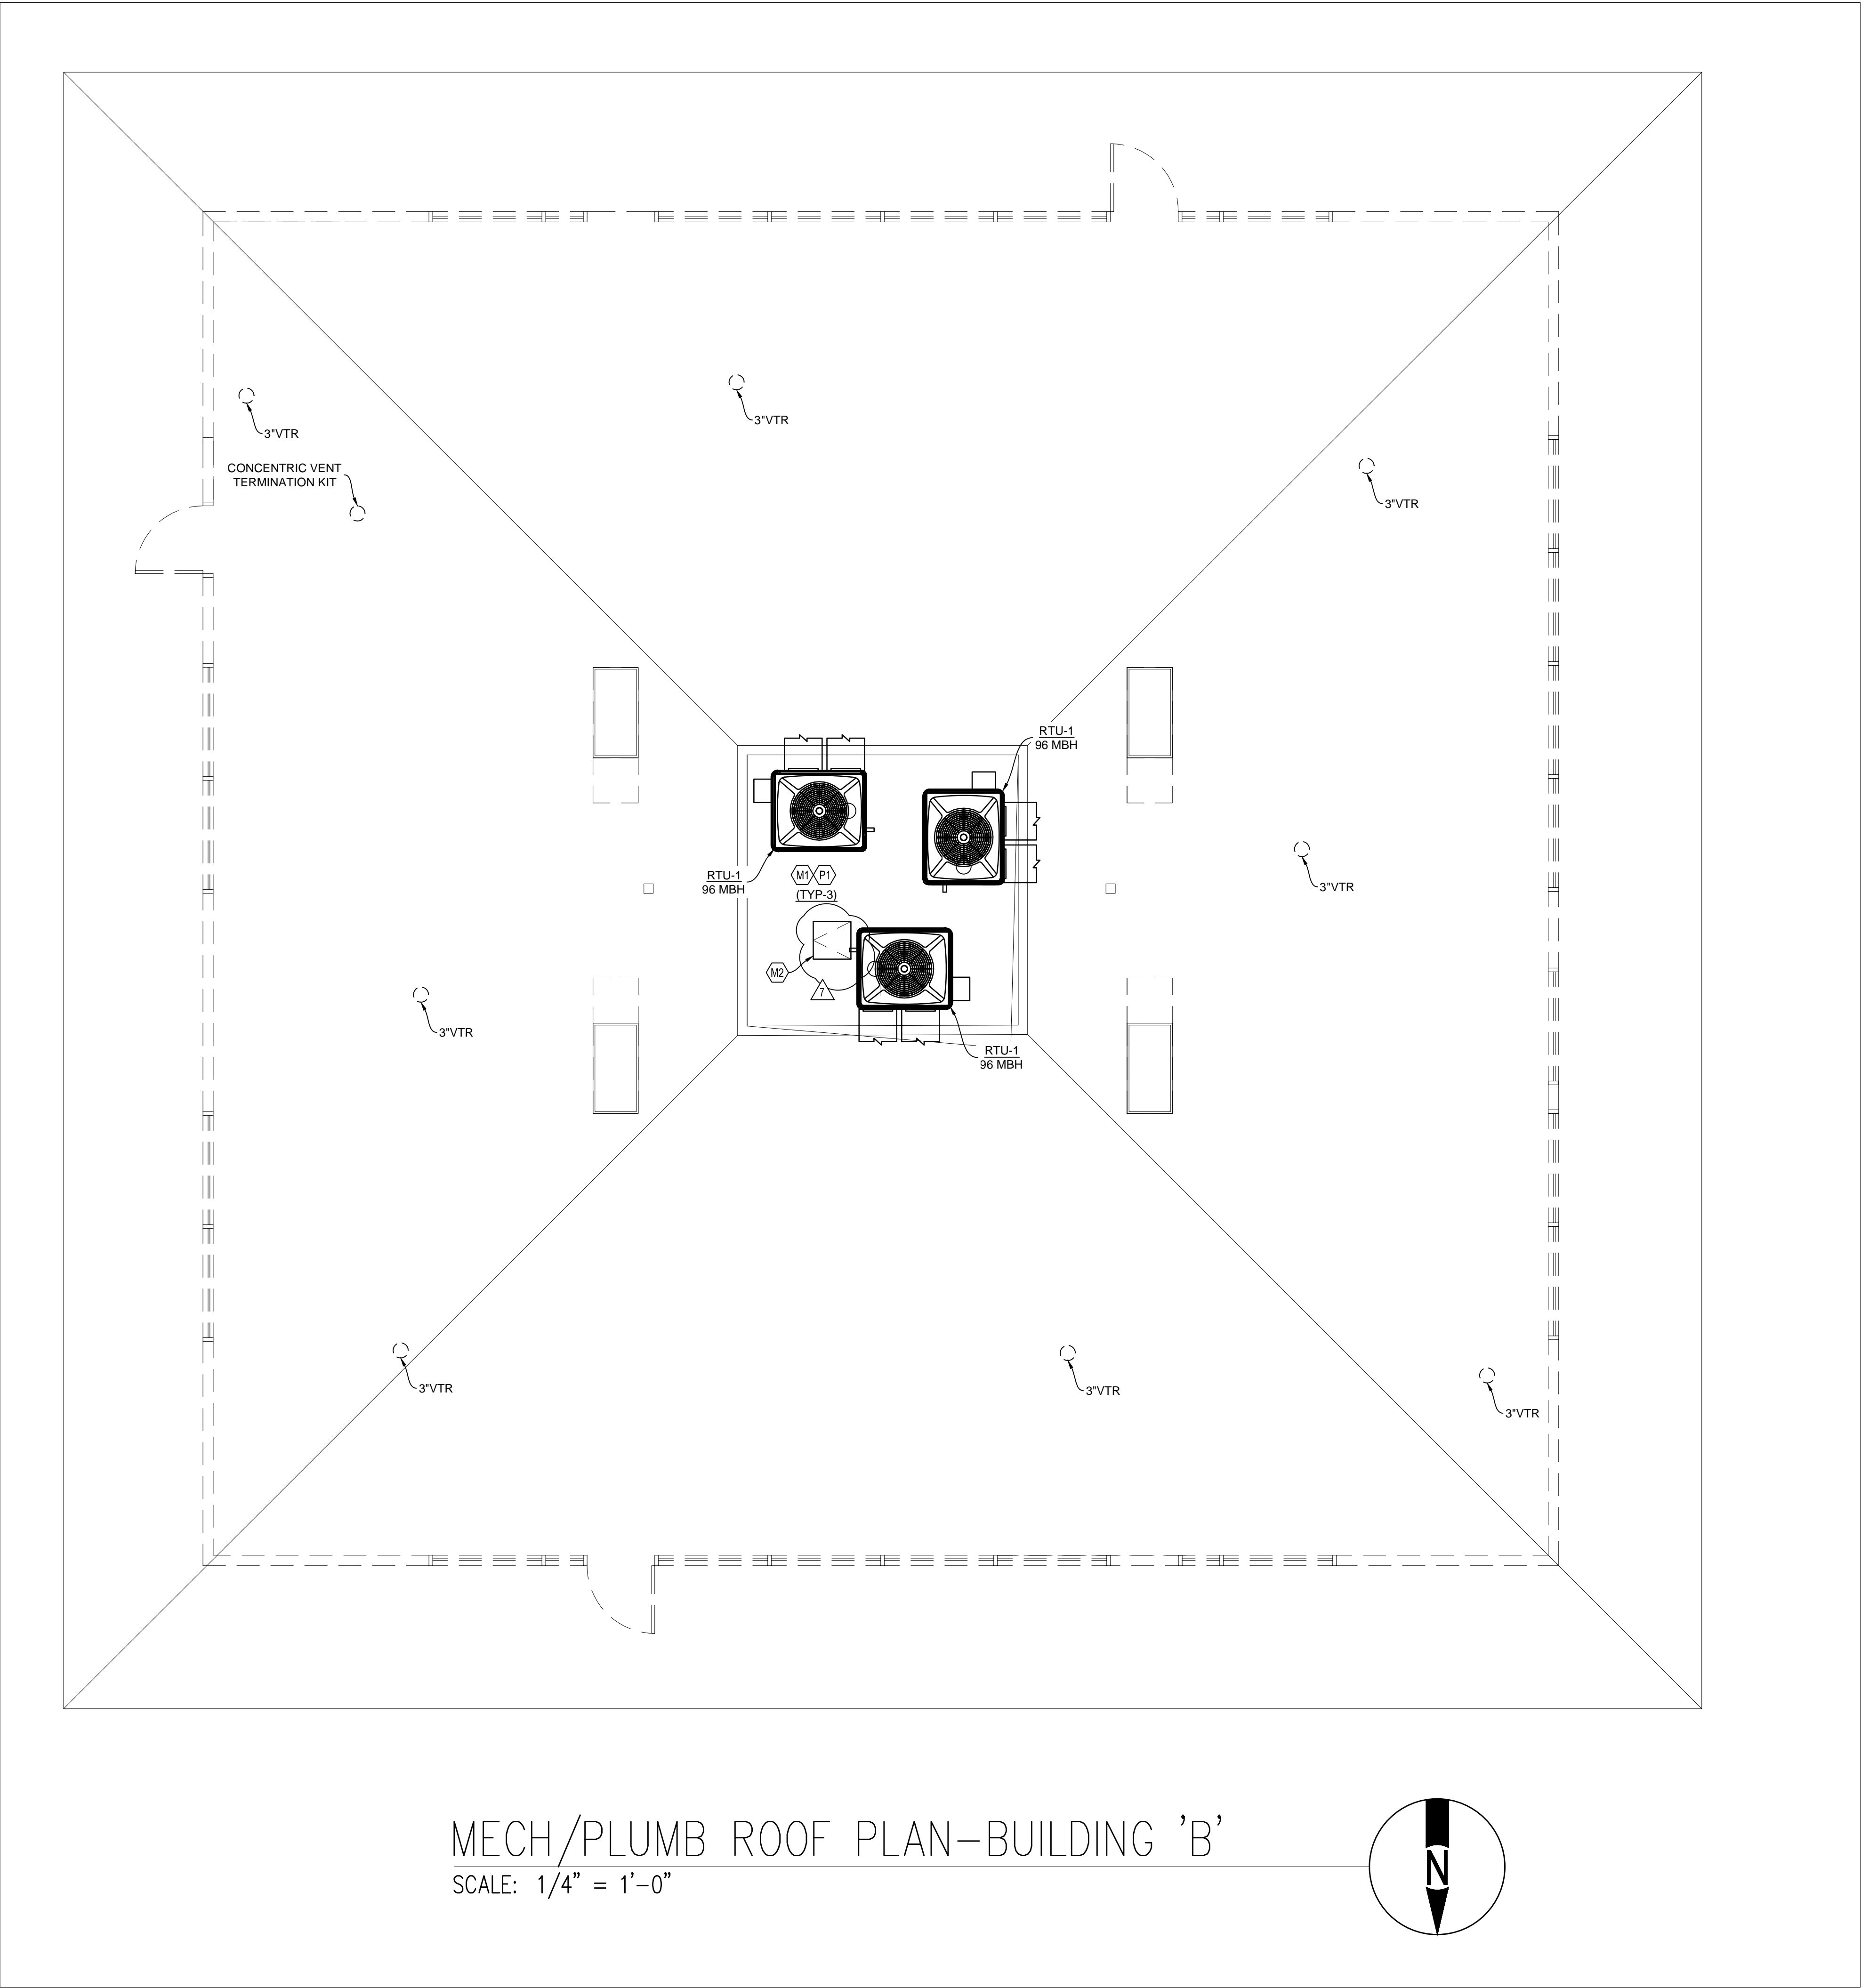 3"VTR
3"VTR
CONCENTRIC VENT
TERMINATION KIT
3"VTR
RTU-1
96 MBH
RTU-1
96 MBH
M1 P1
(TYP-3)
3"VTR
M2
7
3"VTR
RTU-1
96 MBH
3"VTR
3"VTR
3"VTR
MECH/PLUMB ROOF PLAN-BUILDING 'B'
SCALE: 1/4" = 1'-0"
N